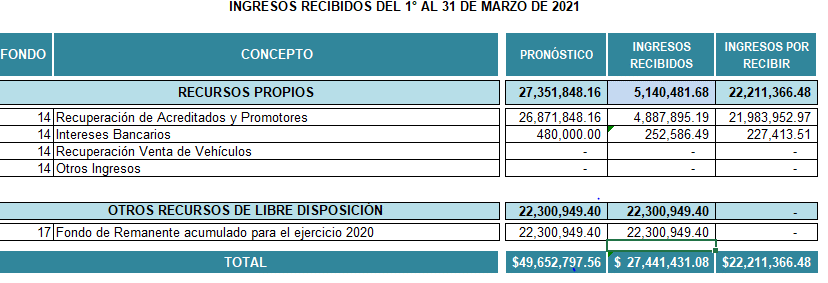 INGRESOS RECIBIDOS DEL 1° AL 31 DE MARZO DE 2021
FONDO CONCEPTO PRONÓSTICO INGRESOS RECIBIDOS INGRESOS POR RECIBIR
RECURSOS PROPIOS 27,351,848.16 5,140,481.68 22,211,366.48
14 Recuperación de Acreditados y Promotores 26,871,848.16 4,887,895.19 21,983,952.97
14 Intereses Bancarios 480,000.00 252,586.49 227,413.51
14 Recuperación Venta de Vehículos - - -
14 Otros Ingresos - - -
OTROS RECURSOS DE LIBRE DISPOSICIÓN 22,300,949.40 22,300,949.40 -
17 Fondo de Remanente acumulado para el ejercicio 2020 22,300,949.40 22,300,949.40 -
TOTAL $49,652,797.56 $ 27,441,431.08 $22,211,366.48